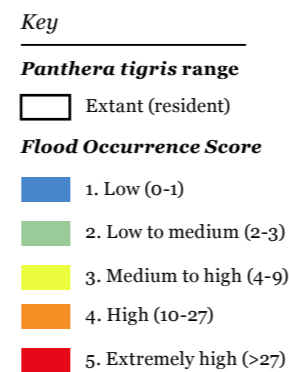 Key
Panthera tigris range
Extant (resident)
Flood Occurrence Score
1. Low (0-1)
2. Low to medium (2-3)
3. Medium to high (4-9)
4. High (10-27)
5. Extremely high (>27)